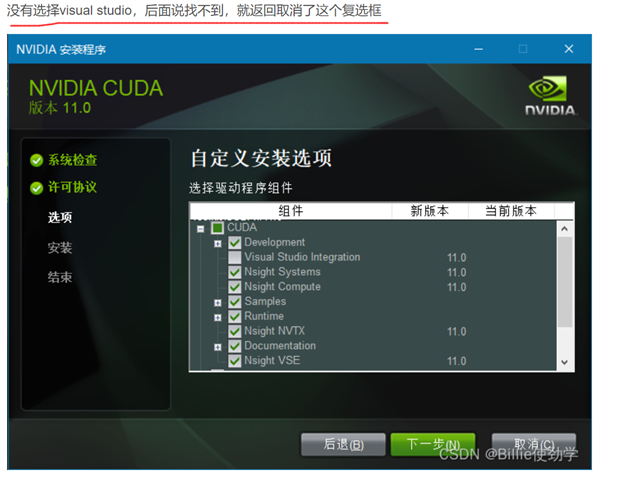 没有选择visual studio，后面说找不到，就返回取消了这个复选框
NVIDIA 安装程序
NVIDIA CUDA
版本 11.0
NVIDIA.
系统检查
许可协议
选项
安装
结束
自定义安装选项
选择驱动程序组件
组件 新版本 当前版本
CUDA
Development
Visual Studio Integration 11.0
Nsight Systems 11.0
Nsight Compute 11.0
Samples
Runtime
Nsight NVTX 11.0
Documentation
Nsight VSE 11.0
后退(B) 下一步(N) 取消(C)
CSDN @Billie使劲学